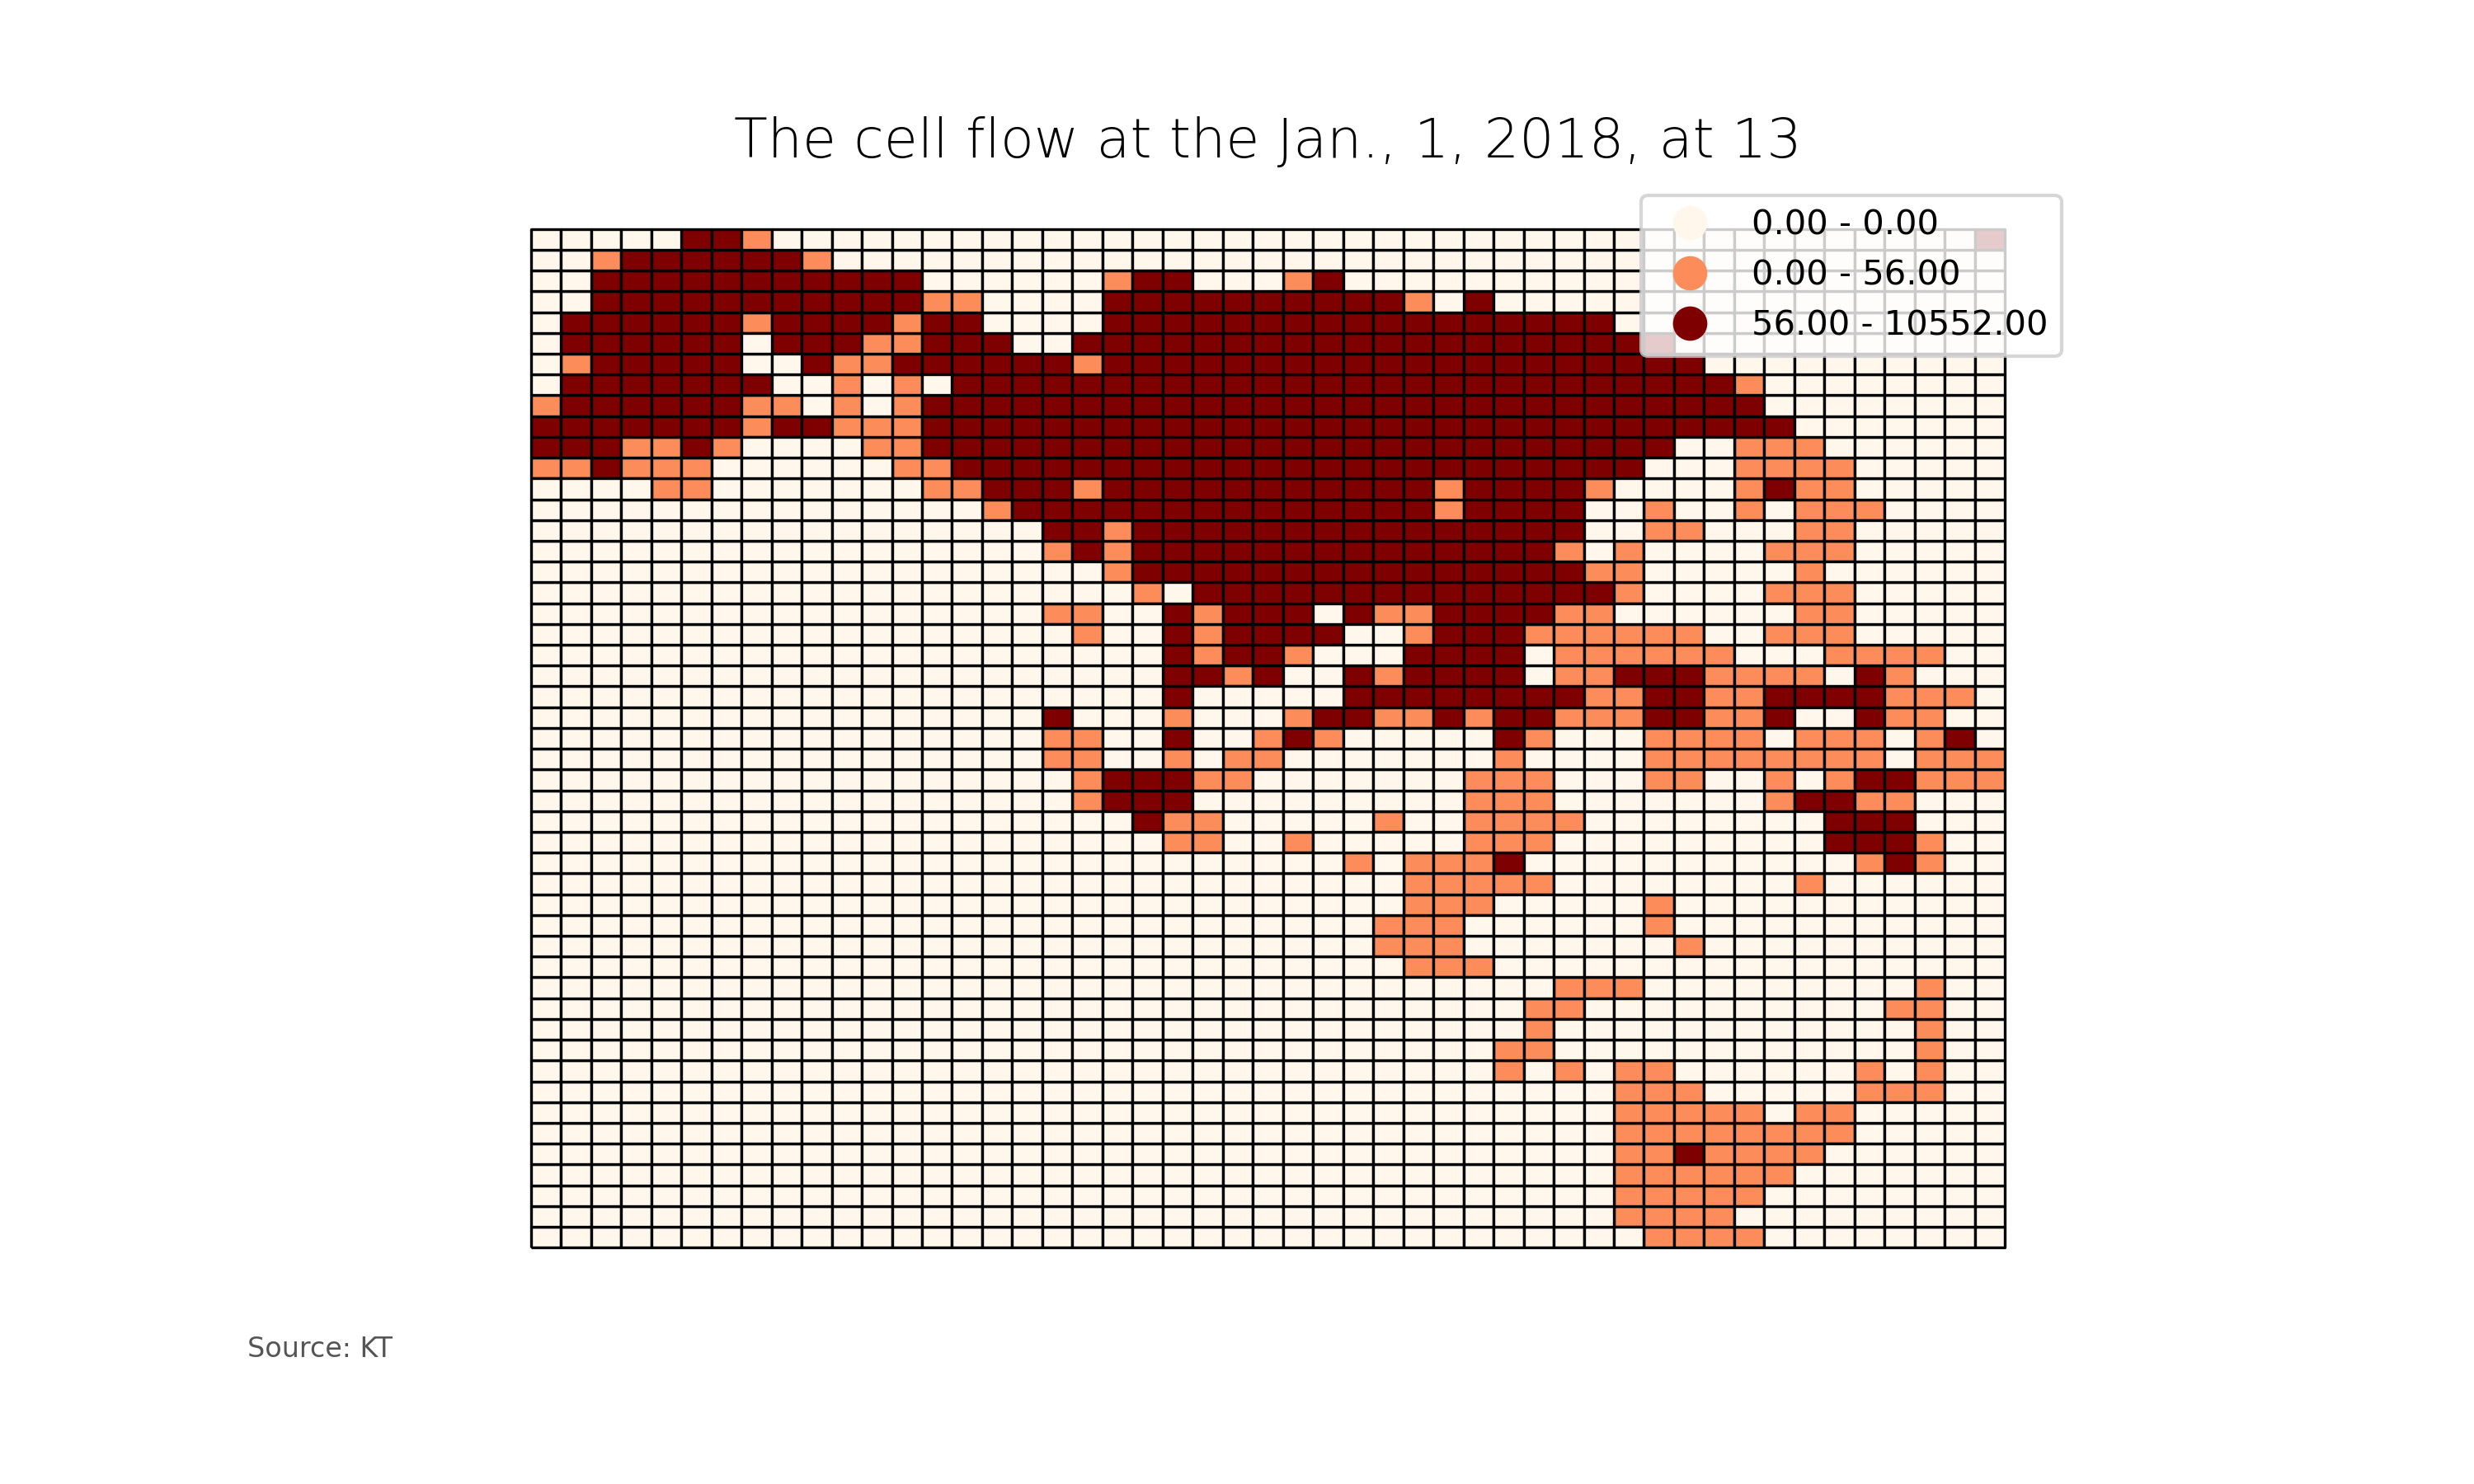 The cell flow at the Jan., 1, 2018, at 13
0.00 - 0.00
0.00 - 56.00
56.00 - 10552.00
Source: KT